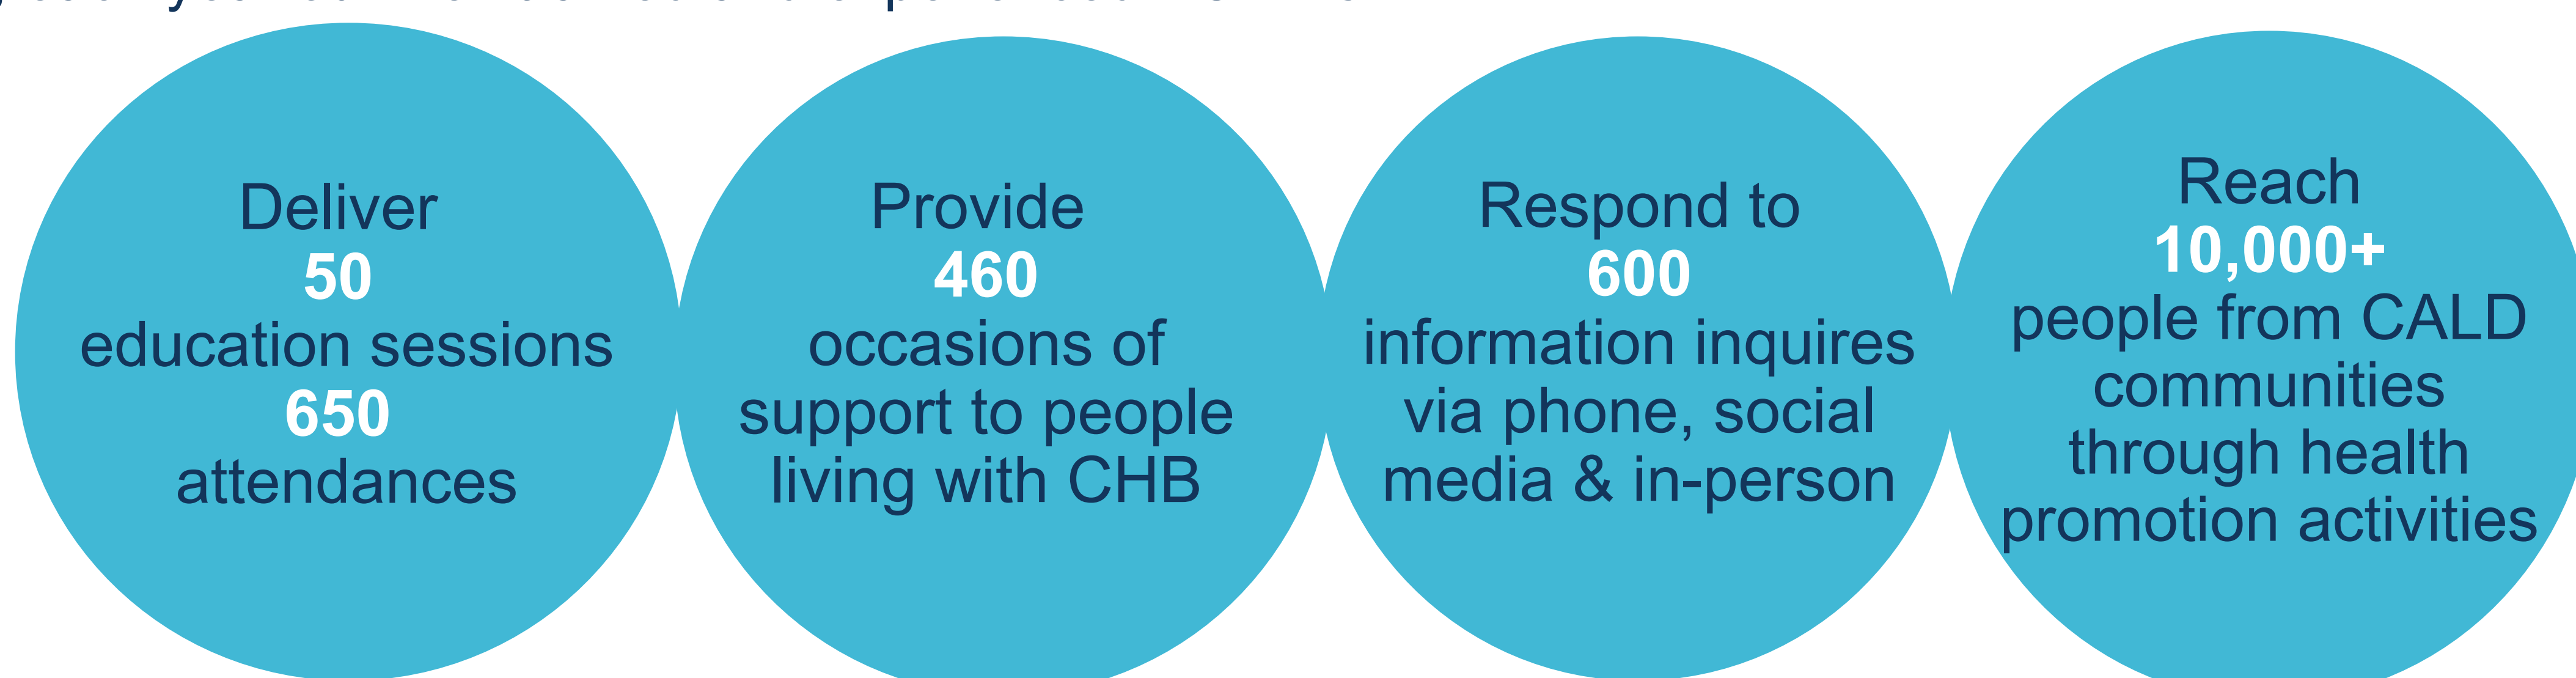 Deliver
50
education sessions
650
attendances
Provide
460
occasions of
support to people
living with CHB
Respond to
600
information inquires
via phone, social
media & in-person
Reach
10,000+
people from CALD
communities
through health
promotion activities